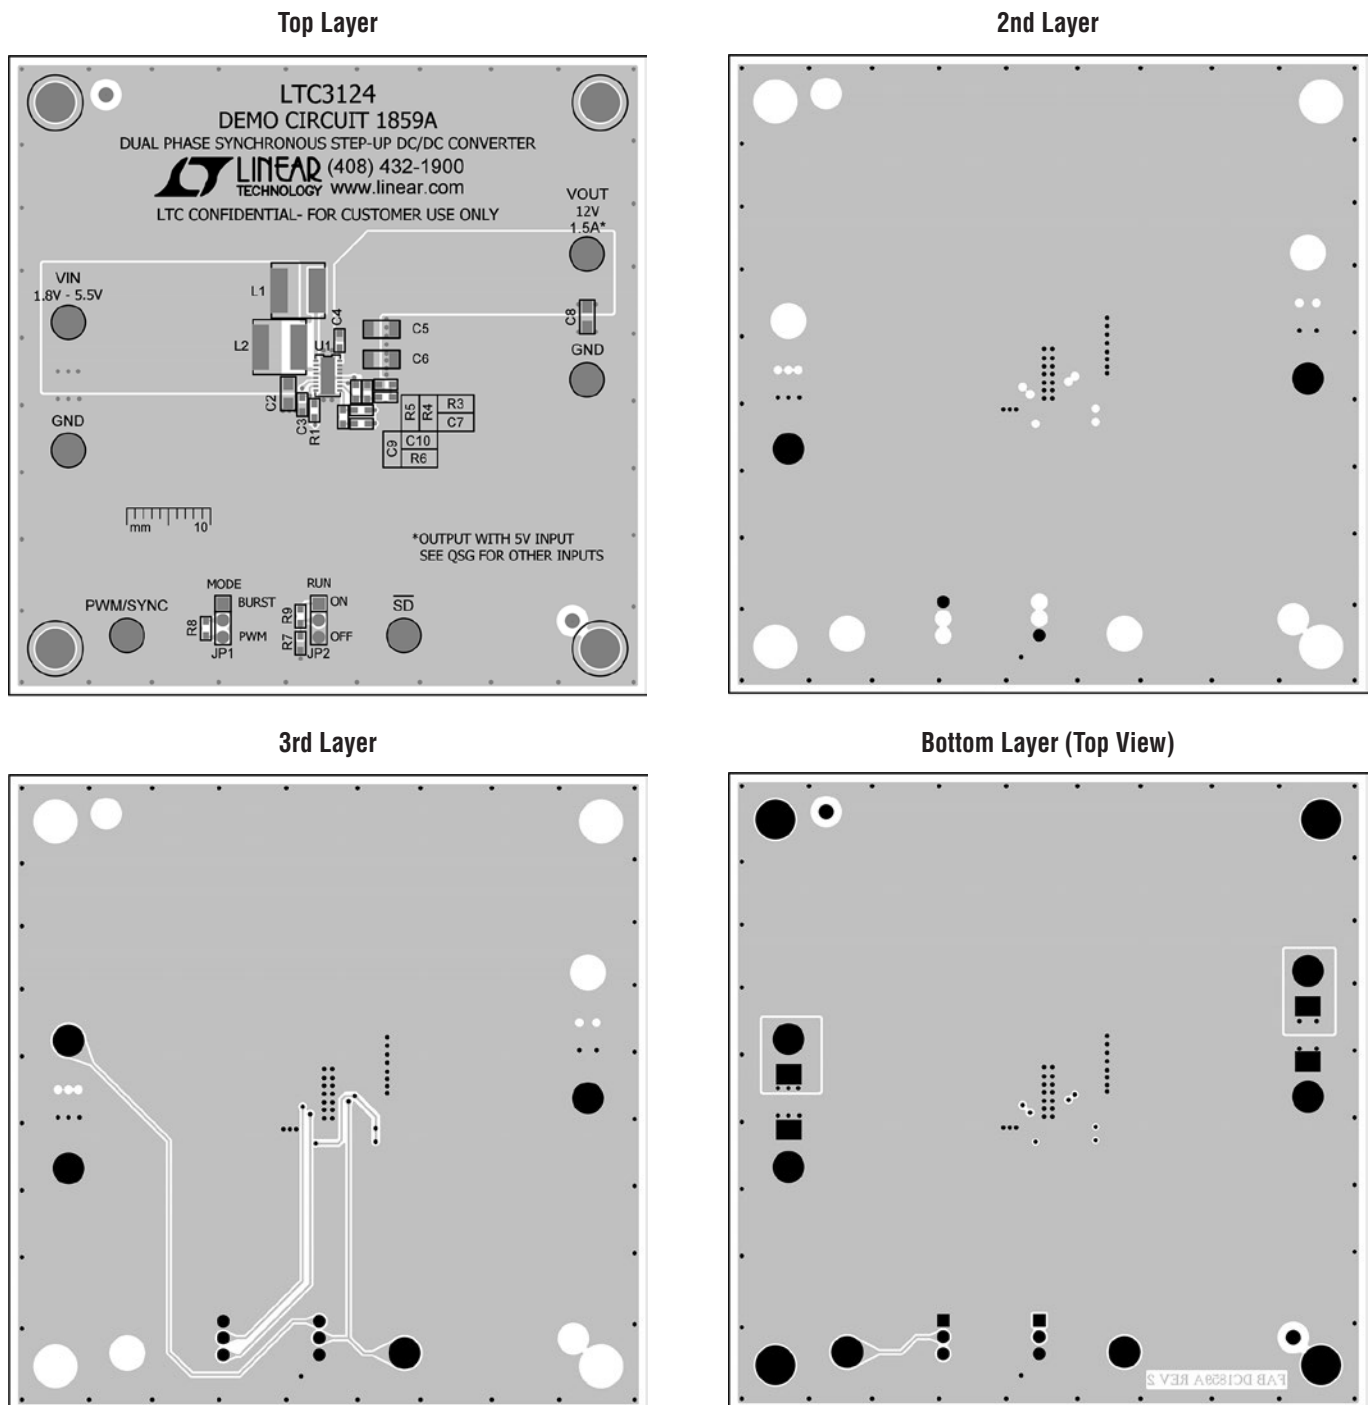 Top Layer
2nd Layer
LTC3124
DEMO CIRCUIT 1859A
DUAL PHASE SYNCHRONOUS STEP-UP DC/DC CONVERTER
LINEAR (408) 432-1900
TECHNOLOGY www.linear.com
LTC CONFIDENTIAL- FOR CUSTOMER USE ONLY
VOUT
12V
1.5A*
VIN
1.8V - 5.5V
L1
C4
C8
L2
U1
C5
C6
GND
C2
C3
R1
R5
R4
R3
C7
GND
C9
C10
R6
mm 10
*OUTPUT WITH 5V INPUT
SEE QSG FOR OTHER INPUTS
MODE
RUN
PWM/SYNC
BURST
ON
SD
R8
R9
R7
PWM
OFF
JP1
JP2
3rd Layer
Bottom Layer (Top View)
FAB DC1859A REV 2